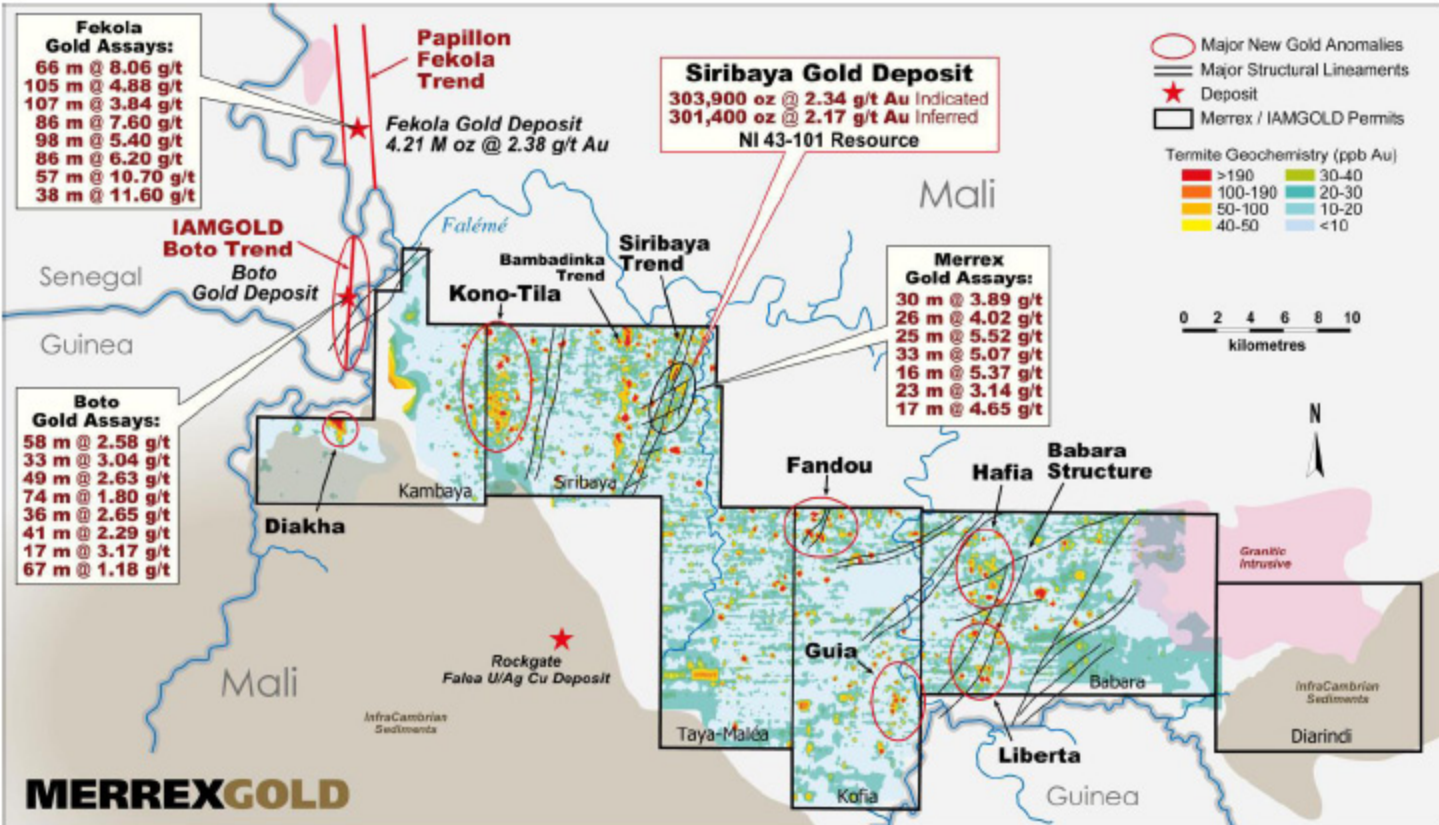 Fekola
Gold Assays:
66 m @ 8.06 g/t
105 m @ 4.88 g/t
107 m @ 3.84 g/t
86 m @ 7.60 g/t
98 m @ 5.40 g/t
86 m @ 6.20 g/t
57 m @ 10.70 g/t
38 m @ 11.60 g/t
Papillon
Fekola
Trend
Fekola Gold Deposit
4.21 M oz @ 2.38 g/t Au
Siribaya Gold Deposit
303,900 oz @ 2.34 g/t Au Indicated
301,400 oz @ 2.17 g/t Au Inferred
NI 43-101 Resource
Major New Gold Anomalies
Major Structural Lineaments
Deposit
Merrex / IAMGOLD Permits
Termite Geochemistry (ppb Au)
>190 30-40
100-190 20-30
50-100 10-20
40-50 <10
Mali
IAMGOLD
Boto Trend
Boto
Gold Deposit
Falémé
Senegal
Guinea
Kono-Tila
Bambadinka
Trend
Siribaya
Trend
Merrex
Gold Assays:
30 m @ 3.89 g/t
26 m @ 4.02 g/t
25 m @ 5.52 g/t
33 m @ 5.07 g/t
16 m @ 5.37 g/t
23 m @ 3.14 g/t
17 m @ 4.65 g/t
0 2 4 6 8 10
kilometres
N
Boto
Gold Assays:
58 m @ 2.58 g/t
33 m @ 3.04 g/t
49 m @ 2.63 g/t
74 m @ 1.80 g/t
36 m @ 2.65 g/t
41 m @ 2.29 g/t
17 m @ 3.17 g/t
67 m @ 1.18 g/t
Diakha
Kambaya
Siribaya
Fandou
Hafia
Babara
Structure
Granitic
Intrusive
Rockgate
Falea U/Ag Cu Deposit
Guia
Mali
InfraCambrian
Sediments
Taya-Maléa
Kofia
Babara
Liberta
InfraCambrian
Sediments
Diarindi
Guinea
MERREXGOLD